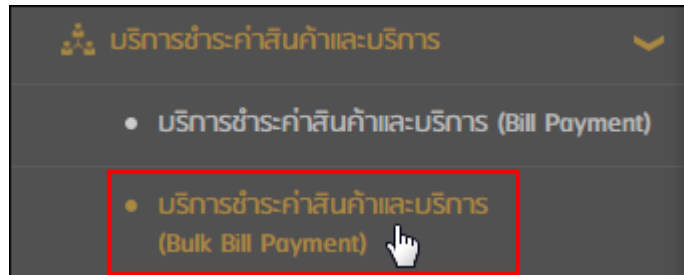 บริการชำระค่าสินค้าและบริการ
บริการชำระค่าสินค้าและบริการ (Bill Payment)
บริการชำระค่าสินค้าและบริการ
(Bulk Bill Payment)